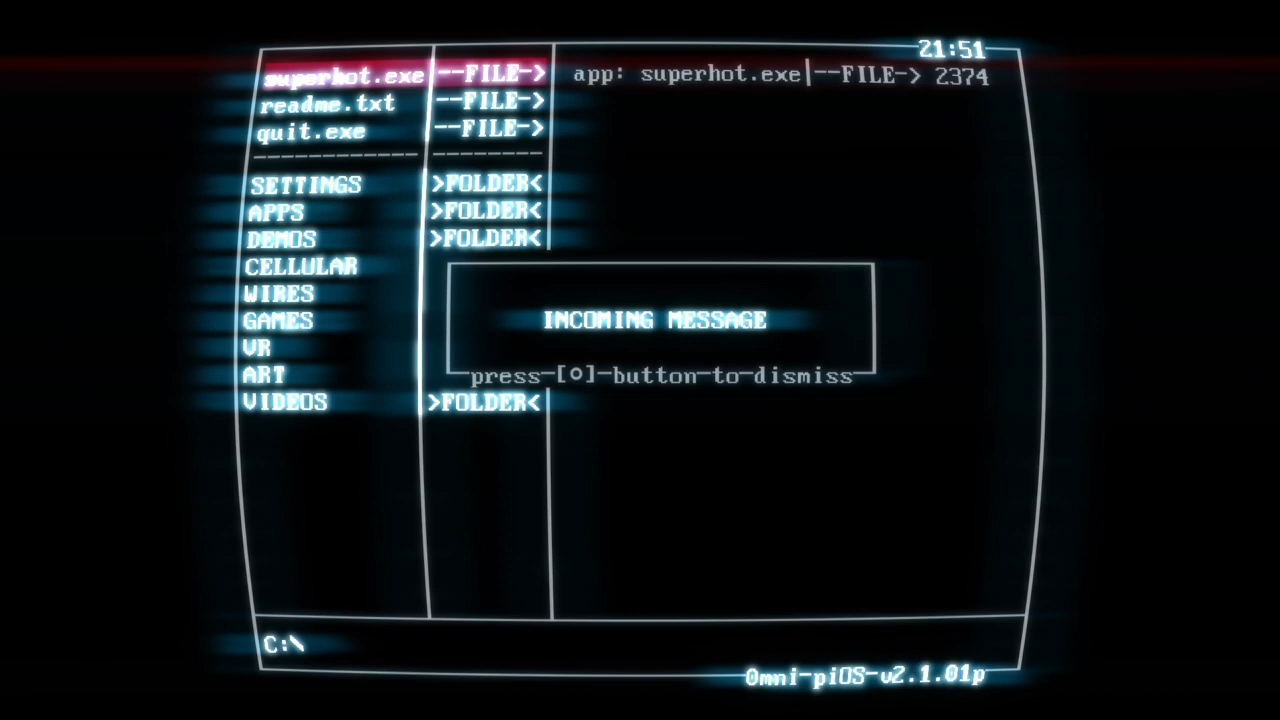 21:51
superhot.exe --FILE-> app: superhot.exe|--FILE-> 2374
readme.txt --FILE->
quit.exe --FILE->
SETTINGS >FOLDER<
APPS >FOLDER<
DEMOS >FOLDER<
CELLULAR
WIRES
GAMES INCOMING MESSAGE
VR
ART press-[O]-button-to-dismiss
VIDEOS >FOLDER<
C:\
Omni-piOS-v2.1.01p